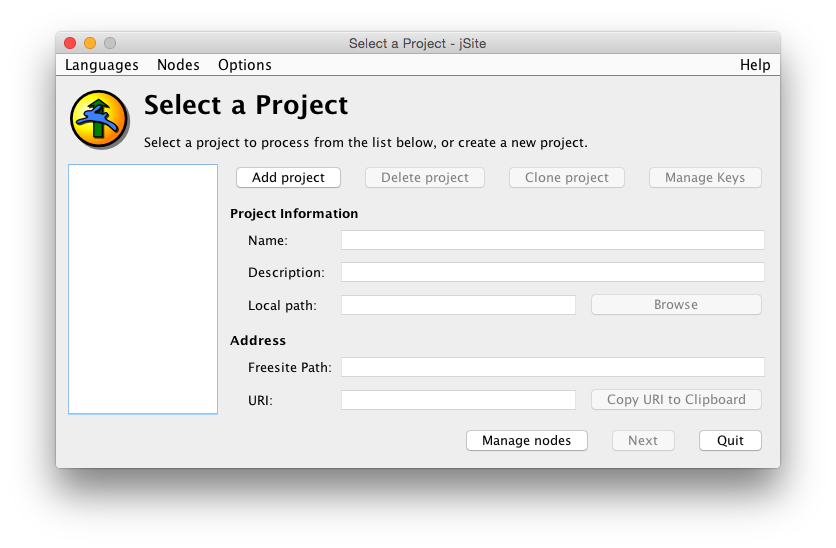 Select a Project - jSite
Languages Nodes Options Help
Select a Project
Select a project to process from the list below, or create a new project.
Add project Delete project Clone project Manage Keys
Project Information
Name:
Description:
Local path: Browse
Address
Freesite Path:
URI: Copy URI to Clipboard
Manage nodes Next Quit